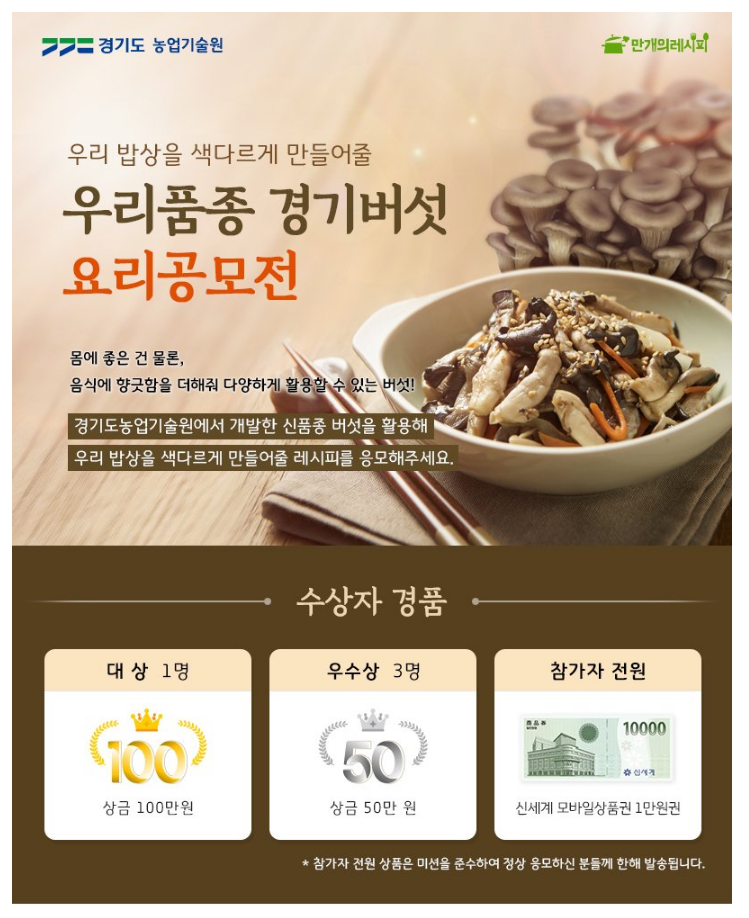 경기도 농업기술원
만개의레시피
우리 밥상을 색다르게 만들어줄
우리품종 경기버섯
요리공모전
몸에 좋은 건 물론,
음식에 향긋함을 더해줘 다양하게 활용할 수 있는 버섯!
경기도농업기술원에서 개발한 신품종 버섯을 활용해
우리 밥상을 색다르게 만들어줄 레시피를 응모해주세요.
수상자 경품
대 상 1명
100
상금 100만원
우수상 3명
50
상금 50만 원
참가자 전원
상품권
10000
신세계
신세계 모바일상품권 1만원권
* 참가자 전원 상품은 미션을 준수하여 정상 응모하신 분들께 한해 발송됩니다.